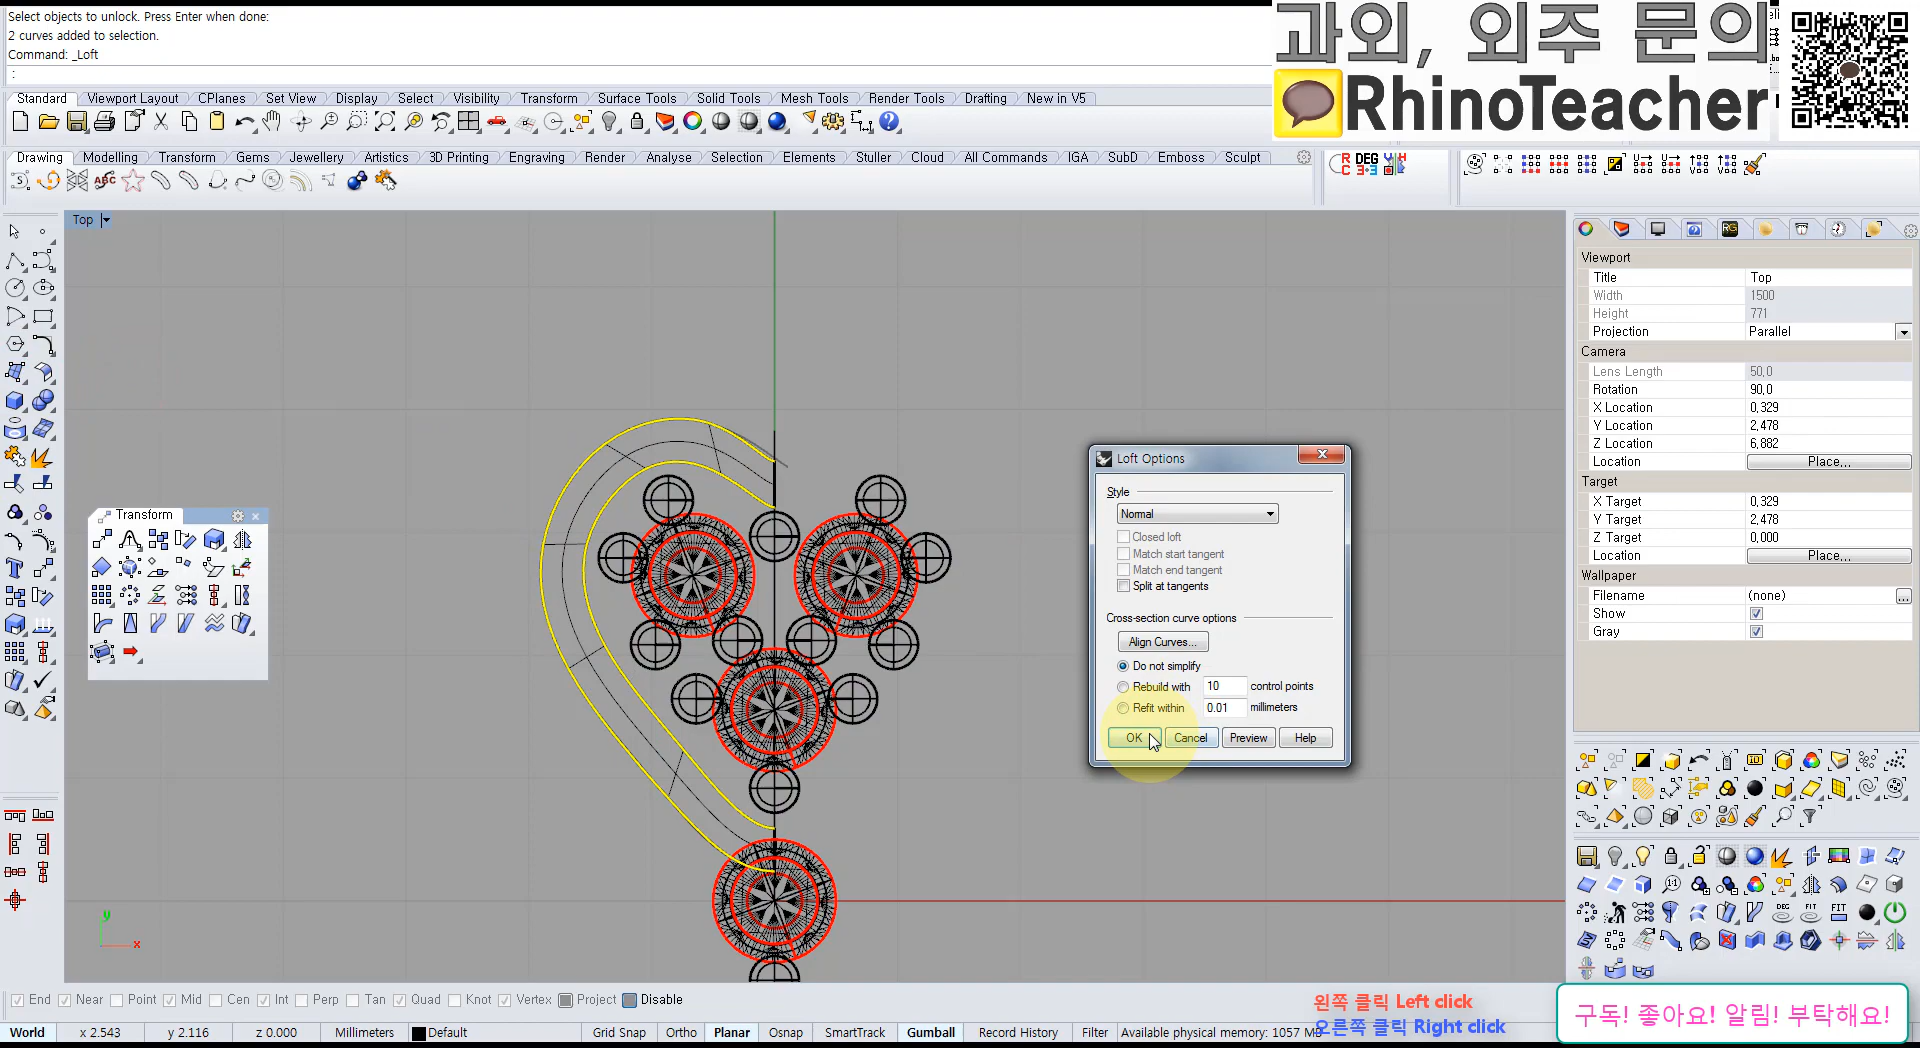 Select objects to unlock. Press Enter when done:
2 curves added to selection.
Command: _Loft
:
과외, 외주 문의
RhinoTeacher
Standard Viewport Layout CPlanes Set View Display Select Visibility Transform Surface Tools Solid Tools Mesh Tools Render Tools Drafting New in V5
Drawing Modelling Transform Gems Jewellery Artistics 3D Printing Engraving Render Analyse Selection Elements Stuller Cloud All Commands IGA SubD Emboss Sculpt
Top
Transform
Loft Options
Style
Normal
Closed loft
Match start tangent
Match end tangent
Split at tangents
Cross-section curve options
Align Curves...
Do not simplify
Rebuild with 10 control points
Refit within 0.01 millimeters
OK Cancel Preview Help
y
x
Viewport
Title Top
Width 1500
Height 771
Projection Parallel
Camera
Lens Length 50,0
Rotation 90,0
X Location 0,329
Y Location 2,478
Z Location 6,882
Location Place...
Target
X Target 0,329
Y Target 2,478
Z Target 0,000
Location Place...
Wallpaper
Filename (none) ...
Show
Gray
End Near Point Mid Cen Int Perp Tan Quad Knot Vertex Project Disable
왼쪽 클릭 Left click
오른쪽 클릭 Right click
구독! 좋아요! 알림! 부탁해요!
World x 2.543 y 2.116 z 0.000 Millimeters Default Grid Snap Ortho Planar Osnap SmartTrack Gumball Record History Filter Available physical memory: 1057 M